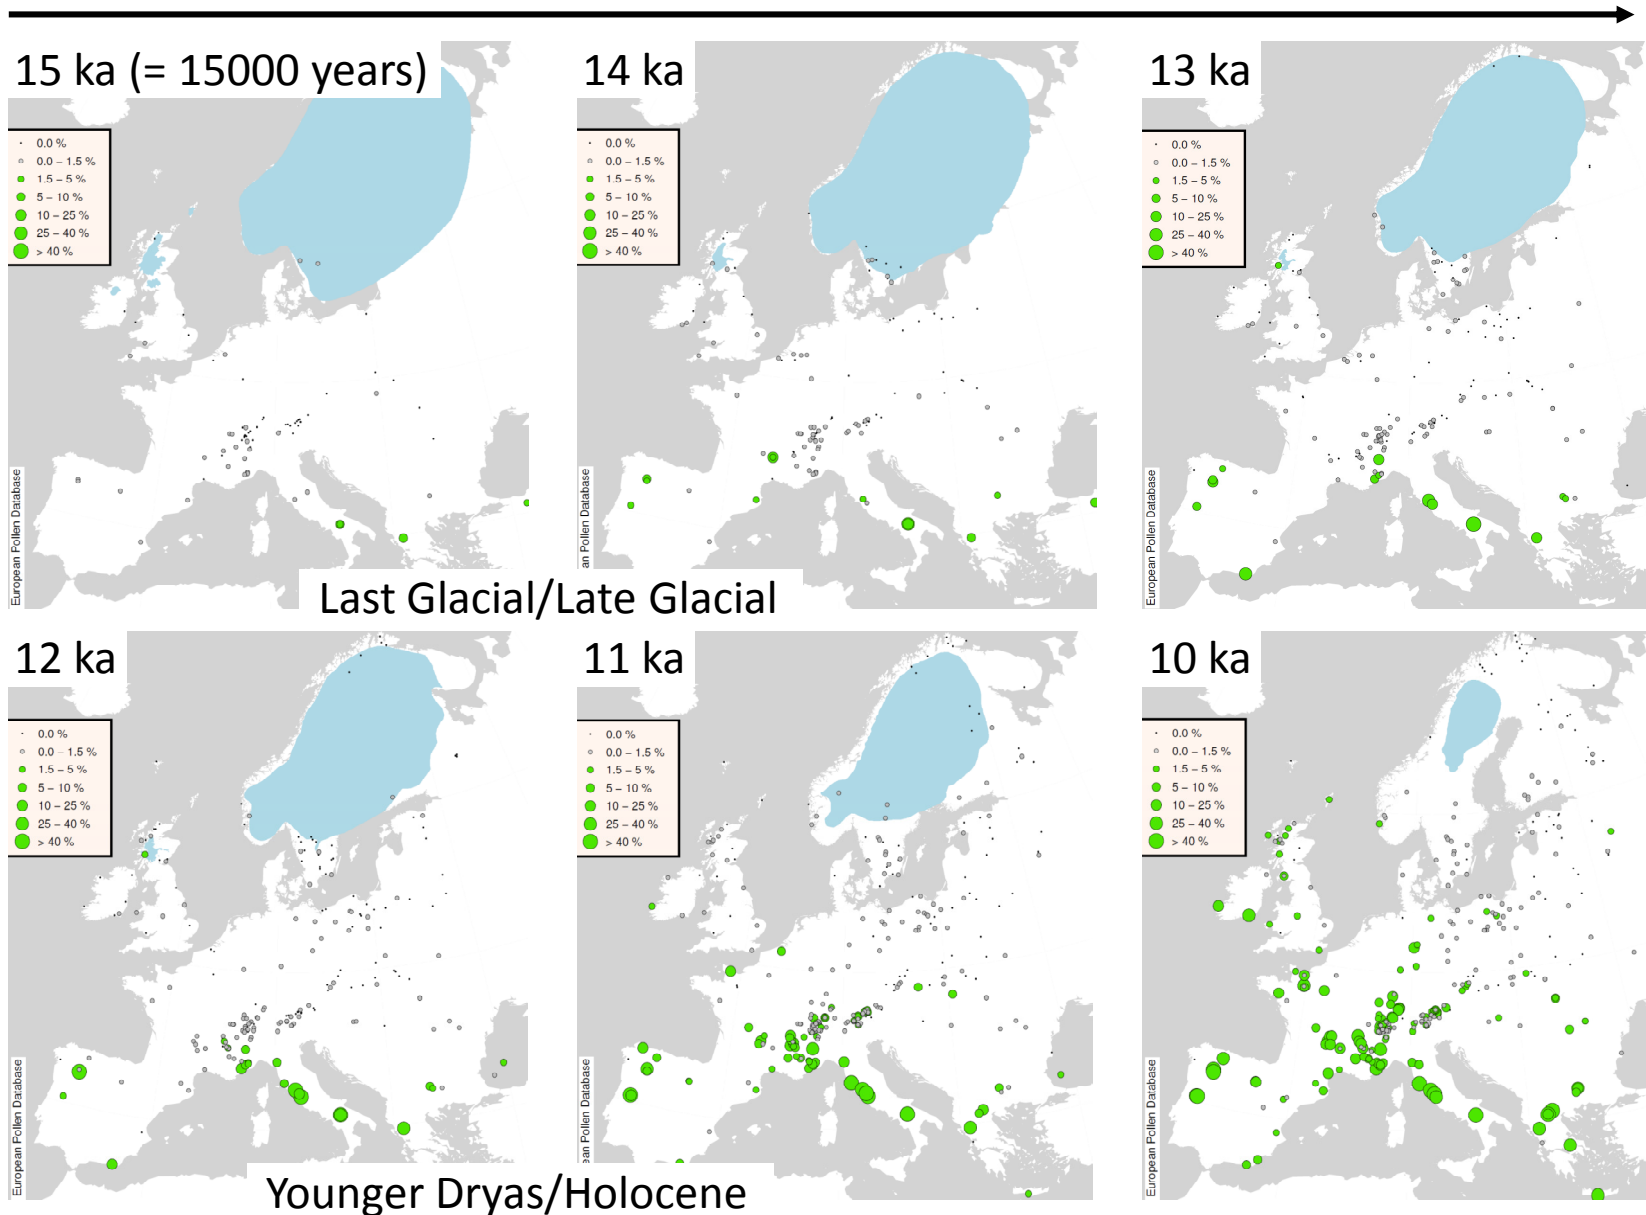 15 ka (= 15000 years)
0.0 %
0.0 – 1.5 %
1.5 – 5 %
5 – 10 %
10 – 25 %
25 – 40 %
> 40 %
European Pollen Database
14 ka
0.0 %
0.0 – 1.5 %
1.5 – 5 %
5 – 10 %
10 – 25 %
25 – 40 %
> 40 %
an Pollen Database
13 ka
0.0 %
0.0 – 1.5 %
1.5 – 5 %
5 – 10 %
10 – 25 %
25 – 40 %
> 40 %
European Pollen Database
Last Glacial/Late Glacial
12 ka
0.0 %
0.0 – 1.5 %
1.5 – 5 %
5 – 10 %
10 – 25 %
25 – 40 %
> 40 %
European Pollen Database
11 ka
0.0 %
0.0 – 1.5 %
1.5 – 5 %
5 – 10 %
10 – 25 %
25 – 40 %
> 40 %
an Pollen Database
10 ka
0.0 %
0.0 – 1.5 %
1.5 – 5 %
5 – 10 %
10 – 25 %
25 – 40 %
> 40 %
European Pollen Database
Younger Dryas/Holocene